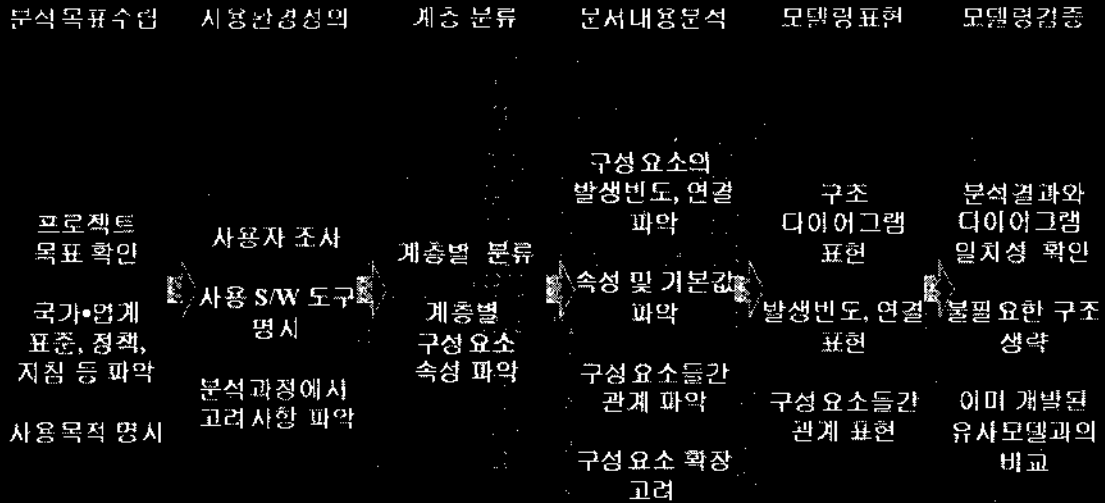 분석목표수립
사용환경정의
계층 분류
문서내용분석
모델링표현
모델링검증
프로젝트
목표 확인
국가•업계
표준, 정책,
지침 등 파악
사용목적 명시
사용자 조사
사용 S/W 도구
명시
분석과정에서
고려사항 파악
계층별 분류
계층별
구성요소
속성 파악
구성요소의
발생빈도, 연결
파악
속성 및 기본값
파악
구성요소들간
관계 파악
구성요소 확장
고려
구조
다이어그램
표현
발생빈도, 연결
표현
구성요소들간
관계 표현
분석결과와
다이어그램
일치성 확인
불필요한 구조
생략
이미 개발된
유사모델과의
비교